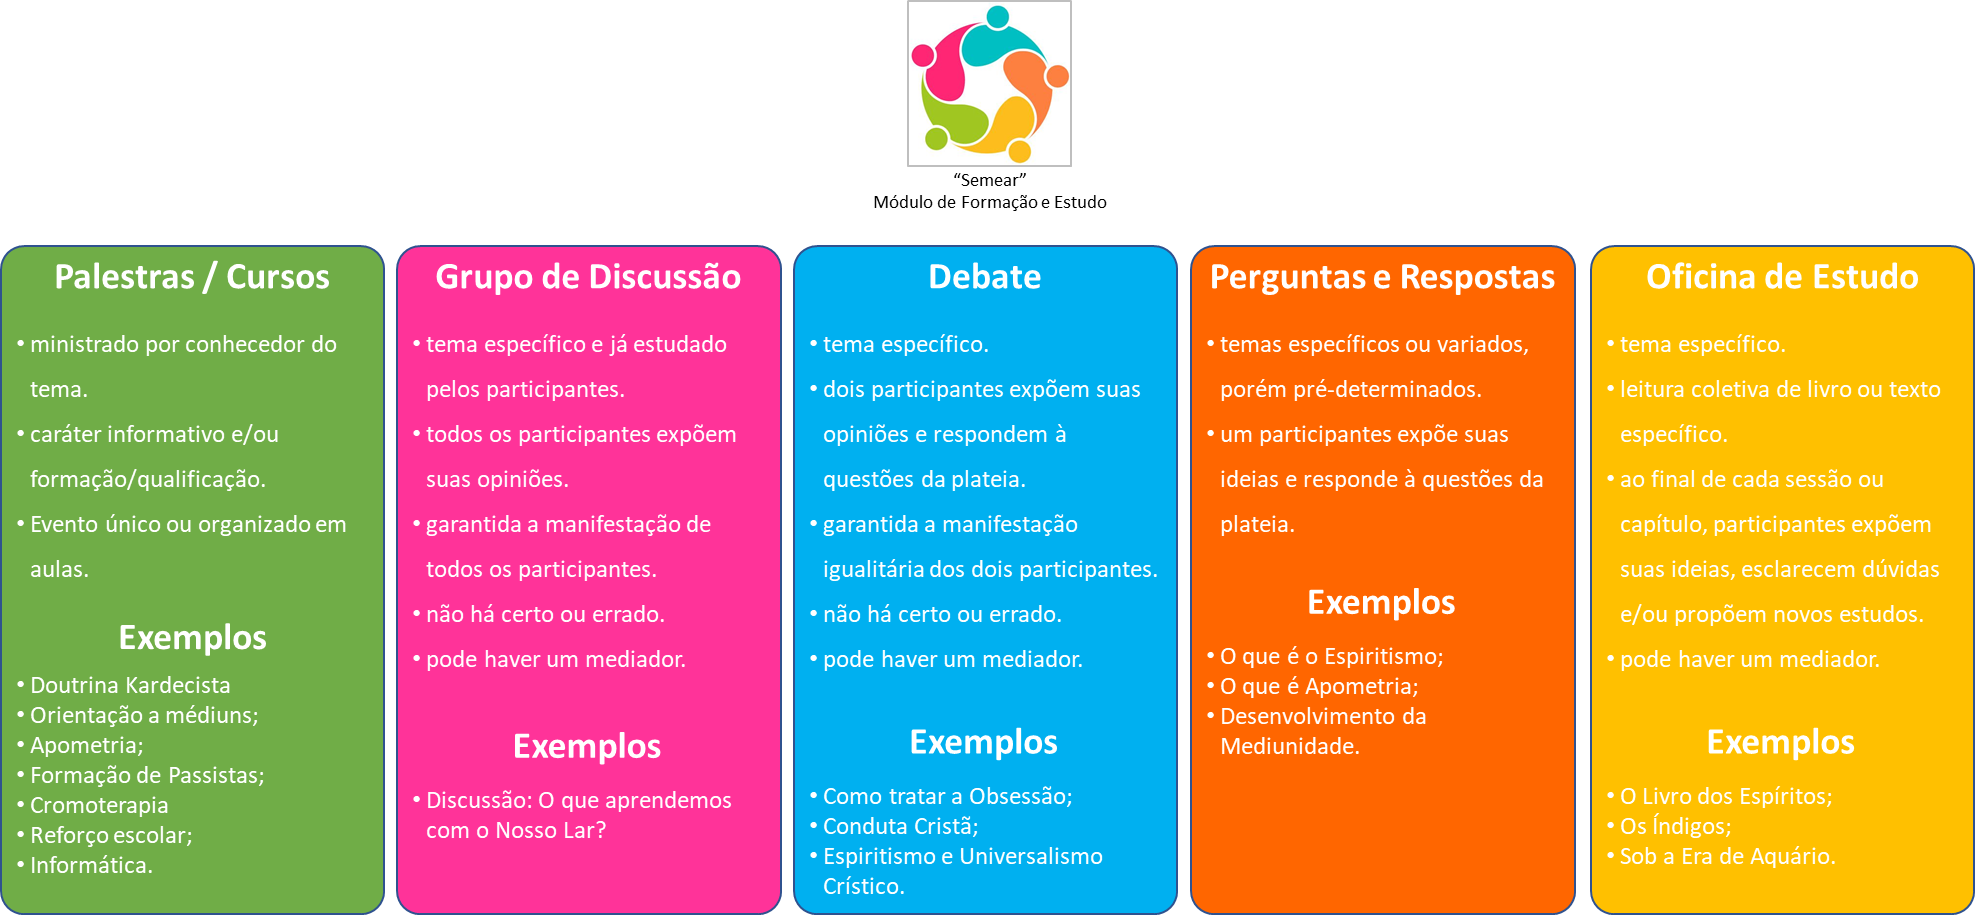 “Semear”
Módulo de Formação e Estudo
Palestras / Cursos
• ministrado por conhecedor do
tema.
• caráter informativo e/ou
formação/qualificação.
• Evento único ou organizado em
aulas.
Exemplos
• Doutrina Kardecista
• Orientação a médiuns;
• Apometria;
• Formação de Passistas;
• Cromoterapia
• Reforço escolar;
• Informática.
Grupo de Discussão
• tema específico e já estudado
pelos participantes.
• todos os participantes expõem
suas opiniões.
• garantida a manifestação de
todos os participantes.
• não há certo ou errado.
• pode haver um mediador.
Exemplos
• Discussão: O que aprendemos
com o Nosso Lar?
Debate
• tema específico.
• dois participantes expõem suas
opiniões e respondem à
questões da plateia.
• garantida a manifestação
igualitária dos dois participantes.
• não há certo ou errado.
• pode haver um mediador.
Exemplos
• Como tratar a Obsessão;
• Conduta Cristã;
• Espiritismo e Universalismo
Crístico.
Perguntas e Respostas
• temas específicos ou variados,
porém pré-determinados.
• um participantes expõe suas
ideias e responde à questões da
plateia.
Exemplos
• O que é o Espiritismo;
• O que é Apometria;
• Desenvolvimento da
Mediunidade.
Oficina de Estudo
• tema específico.
• leitura coletiva de livro ou texto
específico.
• ao final de cada sessão ou
capítulo, participantes expõem
suas ideias, esclarecem dúvidas
e/ou propõem novos estudos.
• pode haver um mediador.
Exemplos
• O Livro dos Espíritos;
• Os Índigos;
• Sob a Era de Aquário.